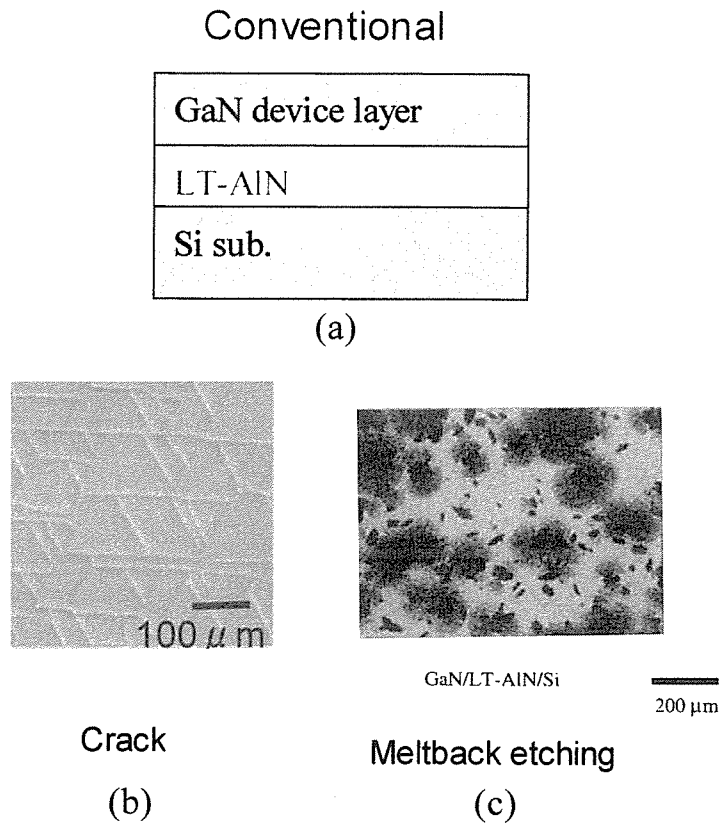 Conventional
GaN device layer
LT-AlN
Si sub.
(a)
100 μm
GaN/LT-AlN/Si
200 μm
Crack
Meltback etching
(b)
(c)